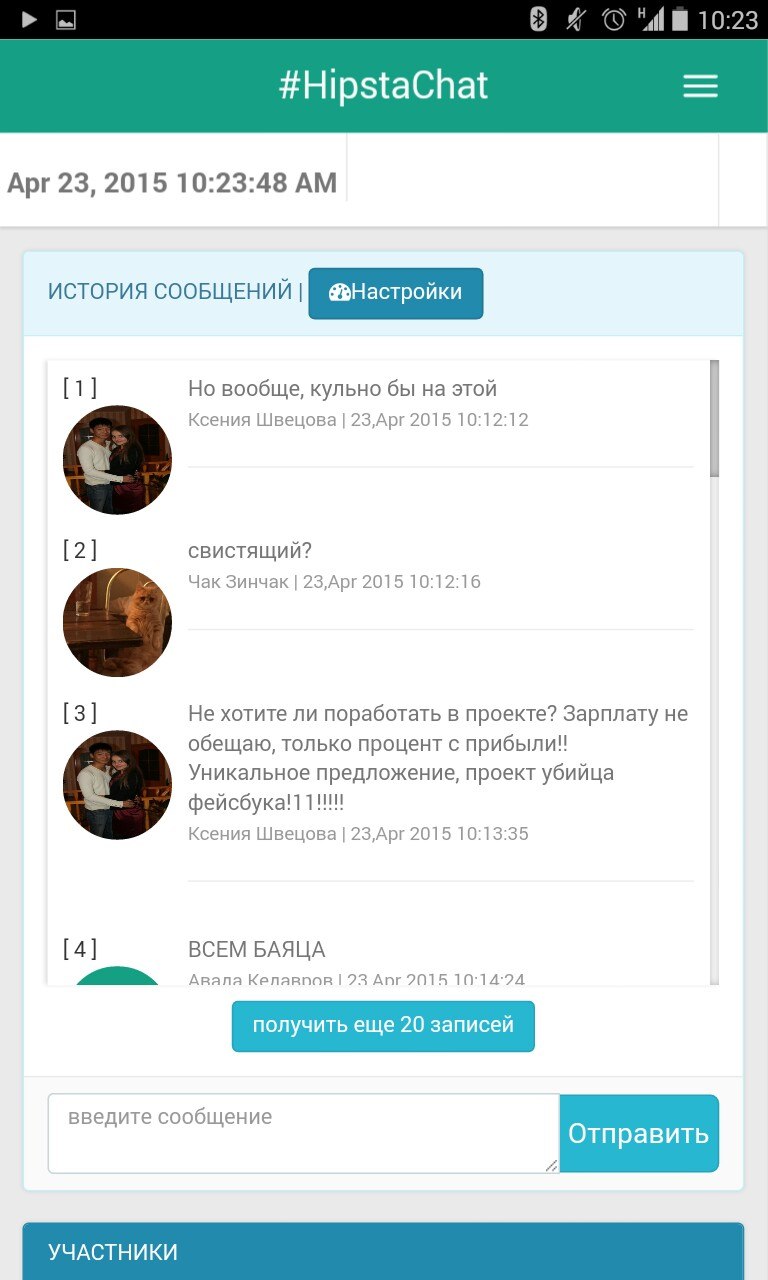 H 10:23
#HipstaChat
Apr 23, 2015 10:23:48 AM
ИСТОРИЯ СООБЩЕНИЙ | Настройки
[ 1 ] Но вообще, кульно бы на этой
Ксения Швецова | 23,Apr 2015 10:12:12
[ 2 ] свистящий?
Чак Зинчак | 23,Apr 2015 10:12:16
[ 3 ] Не хотите ли поработать в проекте? Зарплату не
обещаю, только процент с прибыли!!
Уникальное предложение, проект убийца
фейсбука!11!!!!!
Ксения Швецова | 23,Apr 2015 10:13:35
[ 4 ] ВСЕМ БАЯЦА
Авада Кедавров | 23,Apr 2015 10:14:24
получить еще 20 записей
введите сообщение
Отправить
УЧАСТНИКИ